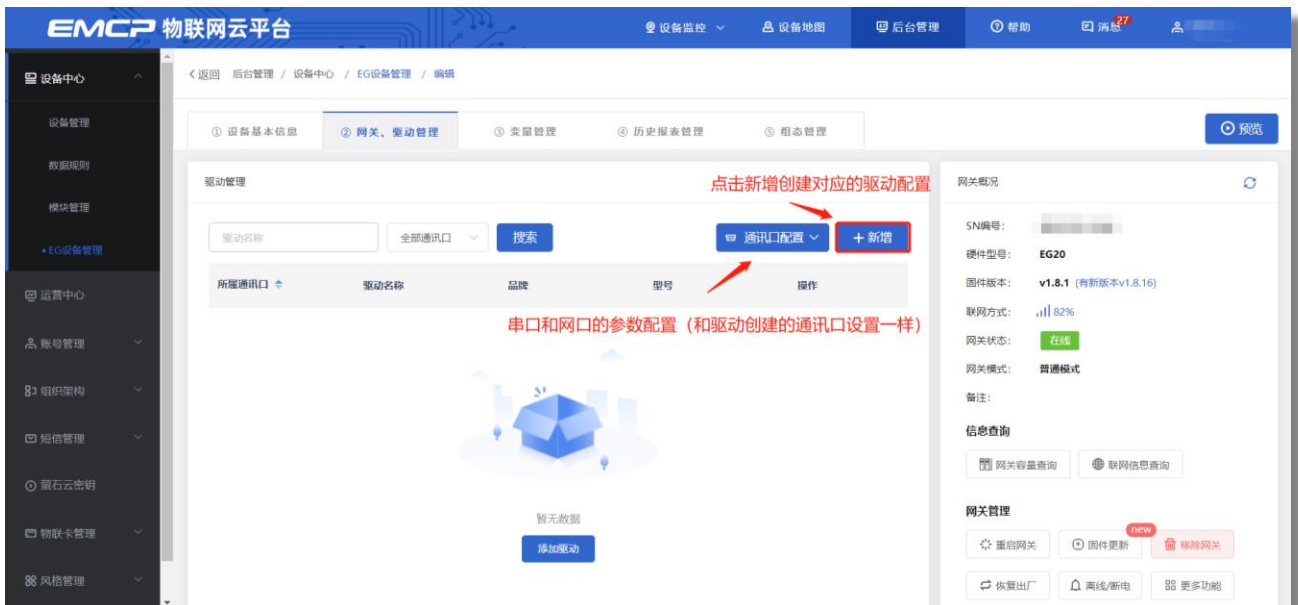 EMCP 物联网云平台
设备监控
设备地图
后台管理
帮助
消息
27
设备中心
设备管理
数据规则
模块管理
•EG设备管理
运营中心
账号管理
组织架构
短信管理
萤石云密钥
物联卡管理
风格管理
返回 后台管理 / 设备中心 / EG设备管理 / 编辑
① 设备基本信息
② 网关、驱动管理
③ 变量管理
④ 历史报表管理
⑤ 组态管理
预览
驱动管理
点击新增创建对应的驱动配置
驱动名称
全部通讯口
搜索
通讯口配置
+ 新增
所属通讯口
驱动名称
品牌
型号
操作
串口和网口的参数配置（和驱动创建的通讯口设置一样）
暂无数据
添加驱动
网关概况
SN编号：
硬件型号： EG20
固件版本： v1.8.1 (有新版本v1.8.16)
联网方式： 82%
网关状态： 在线
网关模式： 普通模式
备注：
信息查询
网关容量查询
联网信息查询
网关管理
new
重启网关
固件更新
移除网关
恢复出厂
离线/断电
更多功能